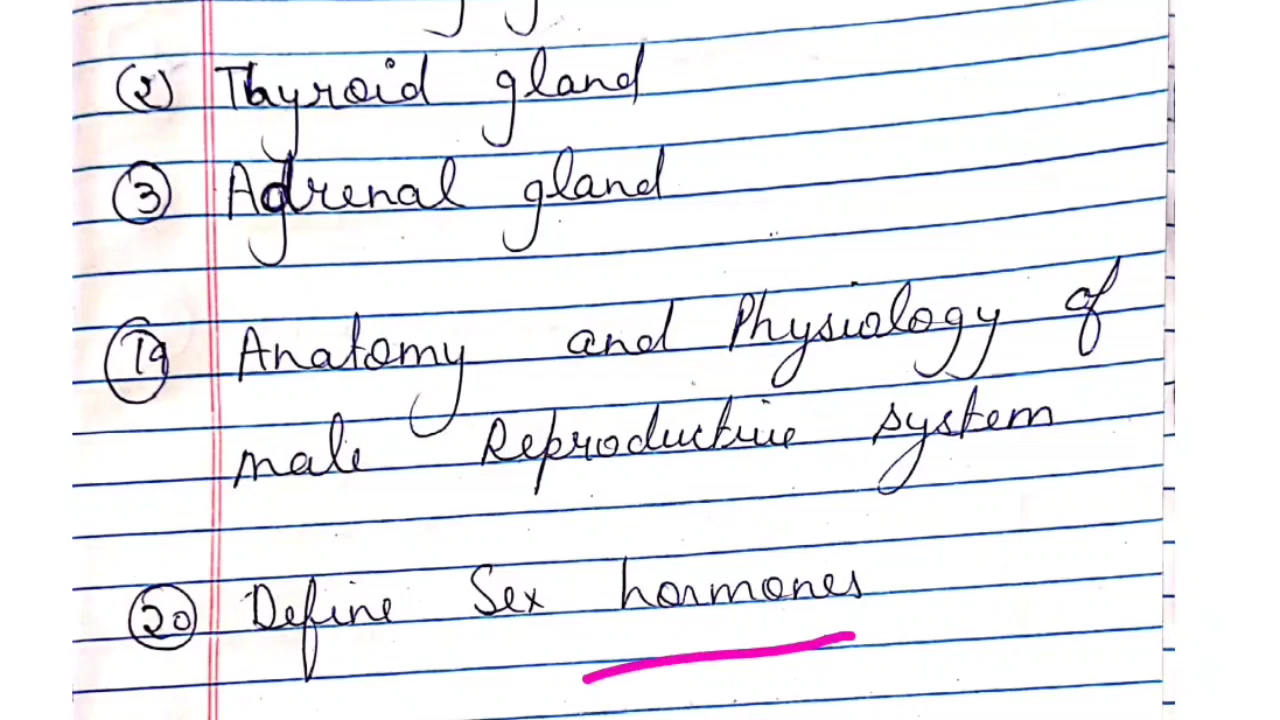 (2) Thyroid gland
3 Adrenal gland
19 Anatomy and Physiology of
male Reproductive system
20 Define Sex hormones